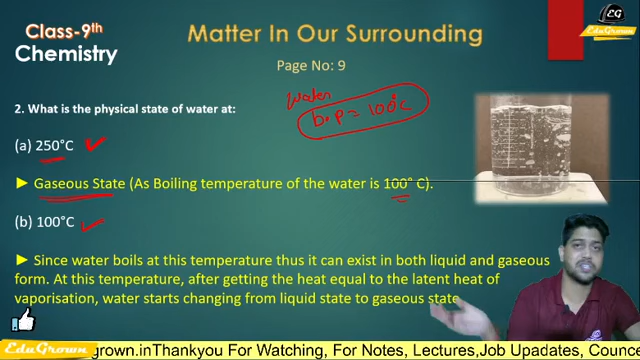 Class-9th
Chemistry
Matter In Our Surrounding
EG
EduGrown
Page No: 9
2. What is the physical state of water at:
water
b.p = 100°C
(a) 250°C
► Gaseous State (As Boiling temperature of the water is 100° C).
(b) 100°C
► Since water boils at this temperature thus it can exist in both liquid and gaseous
form. At this temperature, after getting the heat equal to the latent heat of
vaporisation, water starts changing from liquid state to gaseous state
EduGrown
grown.inThankyou For Watching, For Notes, Lectures,Job Upadates, Counce